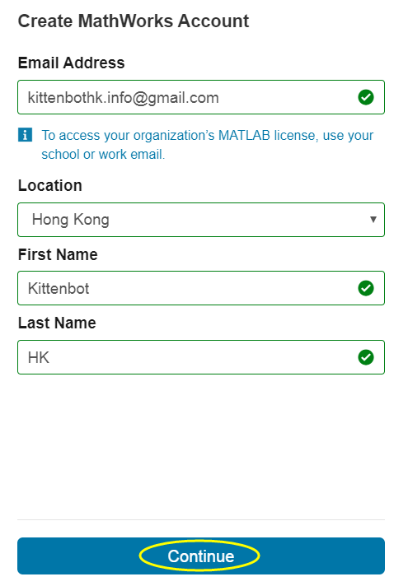 Create MathWorks Account
Email Address
kittenbothk.info@gmail.com
To access your organization's MATLAB license, use your
school or work email.
Location
Hong Kong
First Name
Kittenbot
Last Name
HK
Continue